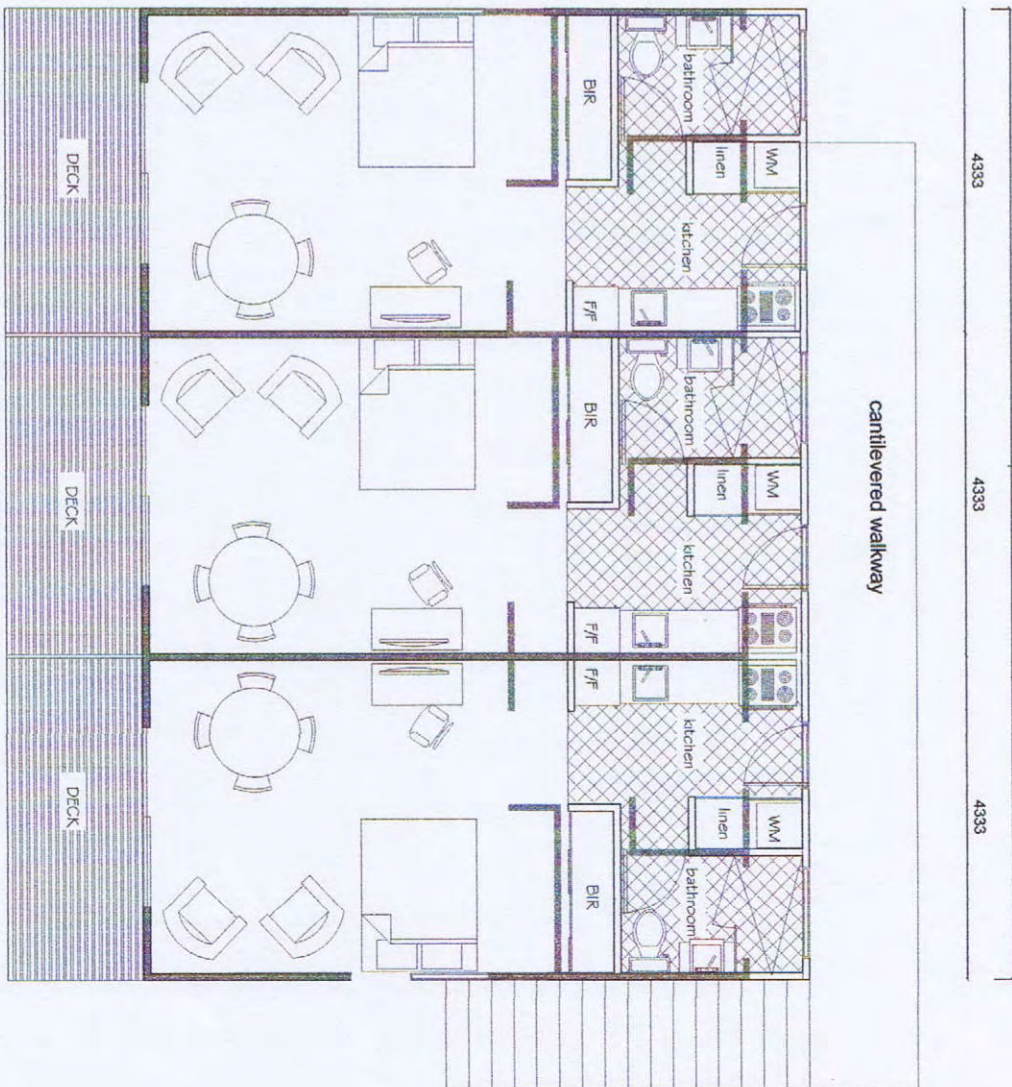 4333
4333
4333
cantilevered walkway
WM
linen
bathroom
kitchen
BIR
F/F
DECK
WM
linen
bathroom
kitchen
BIR
F/F
DECK
WM
linen
bathroom
kitchen
BIR
F/F
DECK